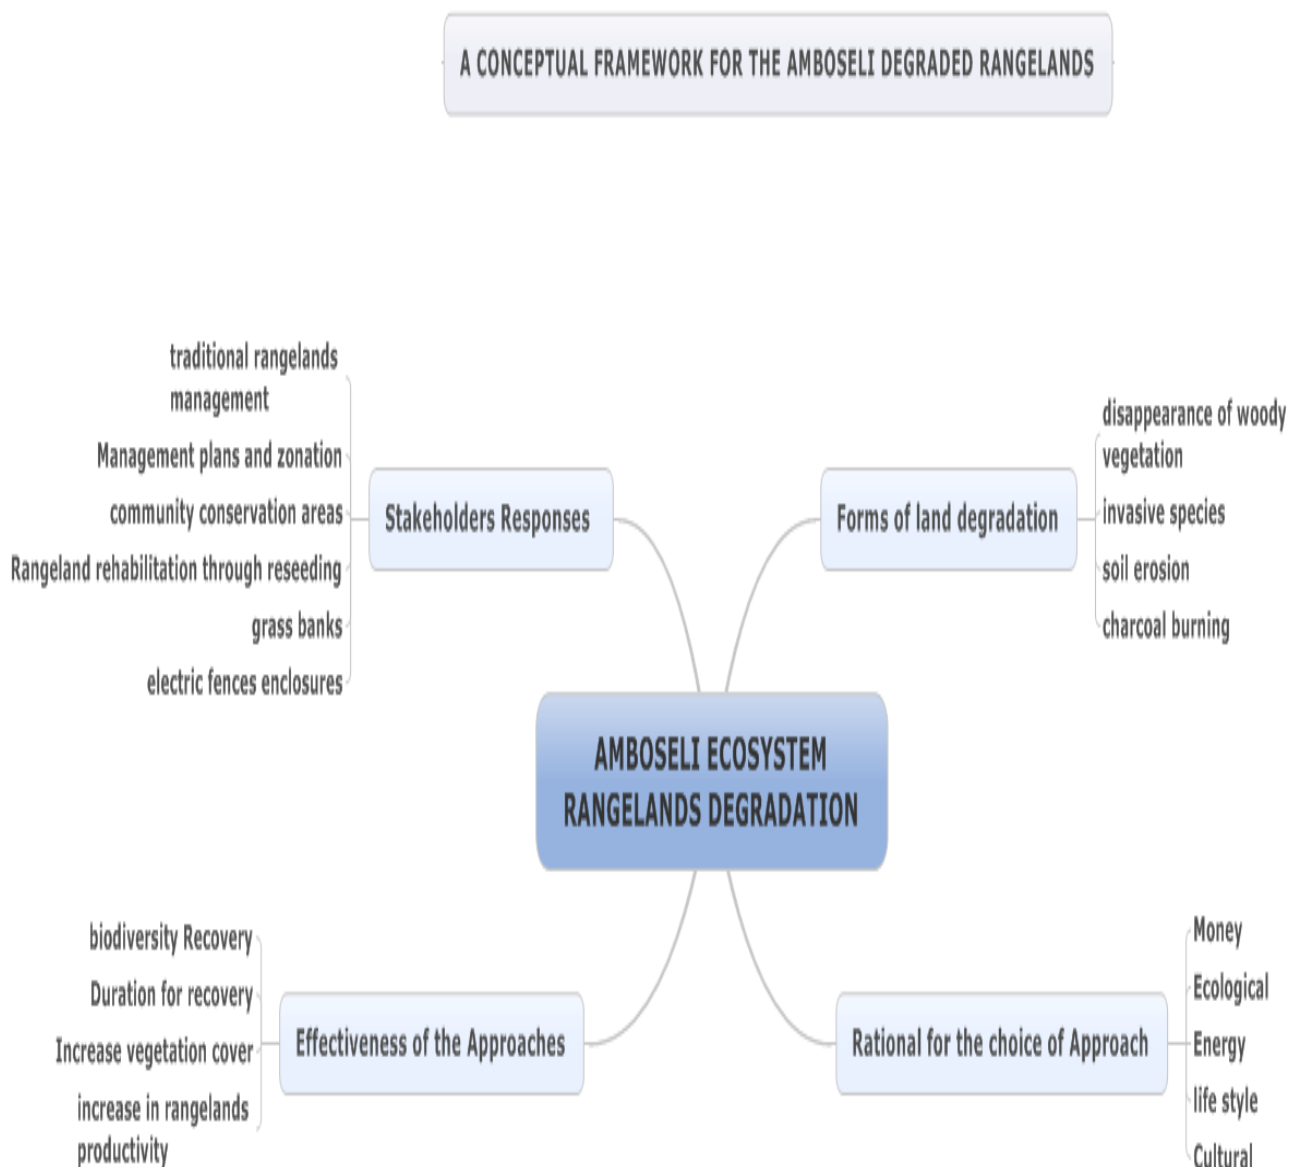 A CONCEPTUAL FRAMEWORK FOR THE AMBOSELI DEGRADED RANGELANDS
traditional rangelands
management
Management plans and zonation
community conservation areas
Rangeland rehabilitation through reseeding
grass banks
electric fences enclosures
Stakeholders Responses
Forms of land degradation
disappearance of woody
vegetation
invasive species
soil erosion
charcoal burning
AMBOSELI ECOSYSTEM
RANGELANDS DEGRADATION
biodiversity Recovery
Duration for recovery
Increase vegetation cover
increase in rangelands
productivity
Effectiveness of the Approaches
Rational for the choice of Approach
Money
Ecological
Energy
life style
Cultural